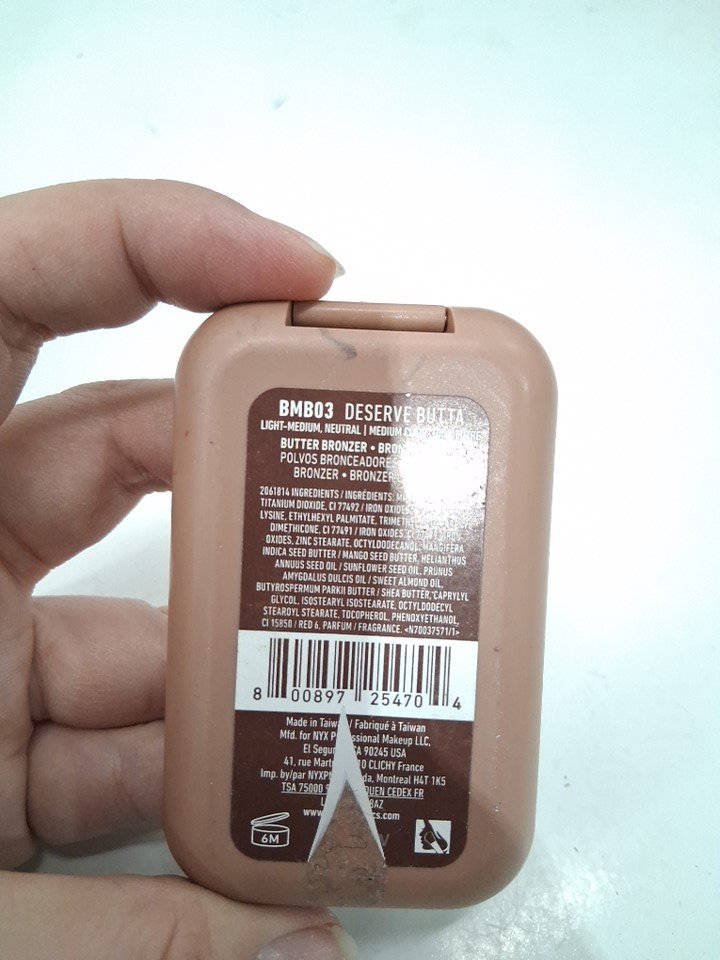 BMB03 DESERVE BUTTA
LIGHT-MEDIUM, NEUTRAL | MEDIUM
BUTTER BRONZER •
POLVOS BRONCEADORES
BRONZER •
2061814 INGREDIENTS / INGRÉDIENTS:
TITANIUM DIOXIDE, CI 77492 / IRON OXIDES,
LYSINE, ETHYLHEXYL PALMITATE,
DIMETHICONE, CI 77491 / IRON OXIDES,
OXIDES, ZINC STEARATE, OCTYLDODECANOL, MANGIFERA
INDICA SEED BUTTER / MANGO SEED BUTTER, HELIANTHUS
ANNUUS SEED OIL / SUNFLOWER SEED OIL, PRUNUS
AMYGDALUS DULCIS OIL / SWEET ALMOND OIL,
BUTYROSPERMUM PARKII BUTTER / SHEA BUTTER, CAPRYLYL
GLYCOL, ISOSTEARYL ISOSTEARATE, OCTYLDODECYL
STEAROYL STEARATE, TOCOPHEROL, PHENOXYETHANOL,
CI 15850 / RED 6, PARFUM / FRAGRANCE. <N70037571/1>
8 00897 25470 4
Made in Taiwan / Fabriqué à Taiwan
Mfd. for NYX Professional Makeup LLC,
El Segundo CA 90245 USA
41, rue CLICHY France
Imp. by/par Montreal H4T 1K5
TSA 75000 CEDEX FR
6M